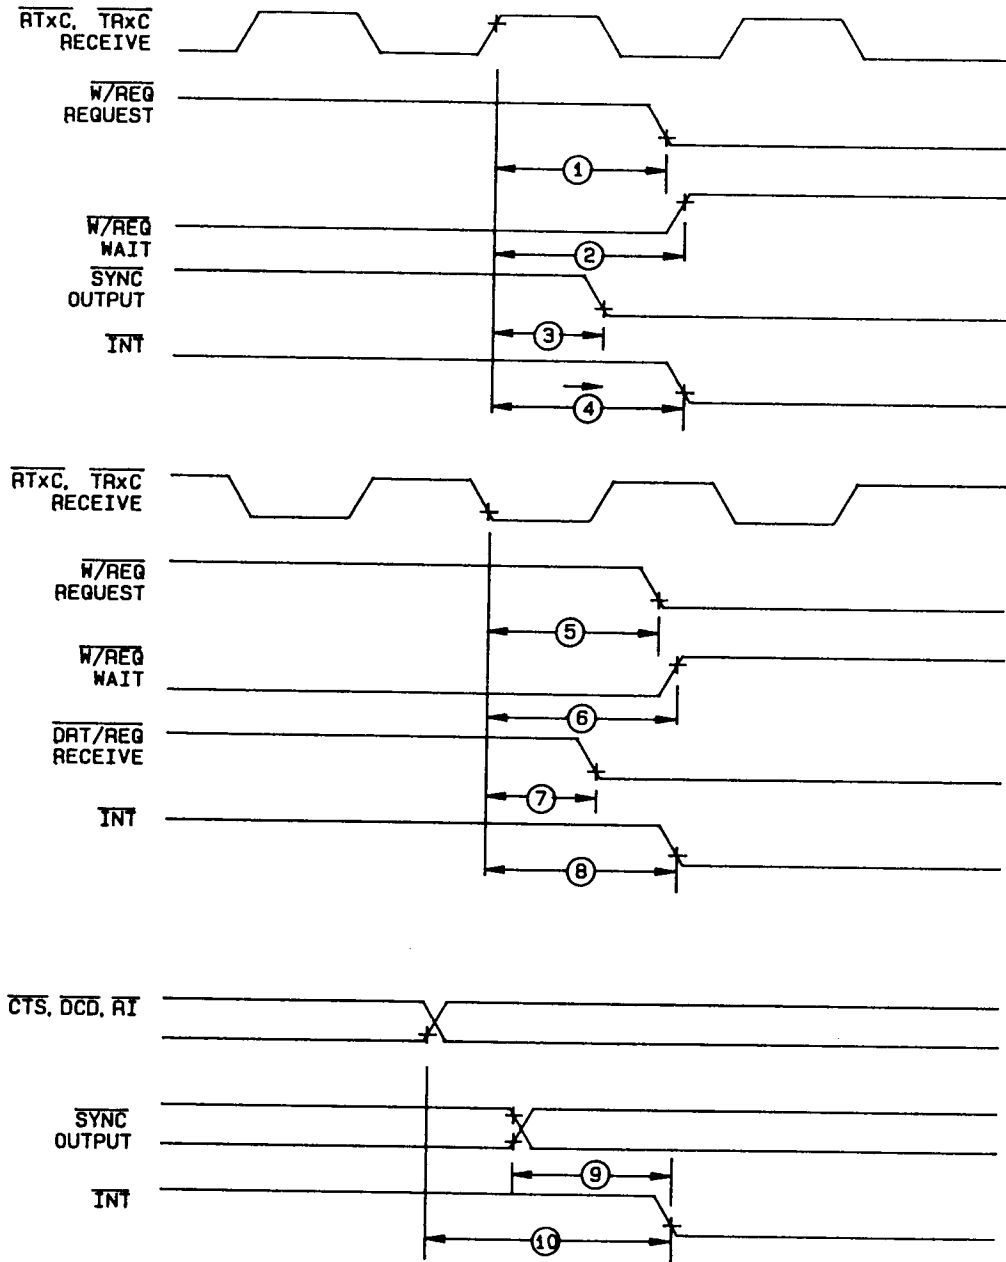 RTxC, TRxC
RECEIVE
W/REQ
REQUEST
1
W/REQ
WAIT
2
SYNC
OUTPUT
3
INT
4
RTxC, TRxC
RECEIVE
W/REQ
REQUEST
5
W/REQ
WAIT
6
DRT/REQ
RECEIVE
7
INT
8
CTS, DCD, RI
SYNC
OUTPUT
9
INT
10